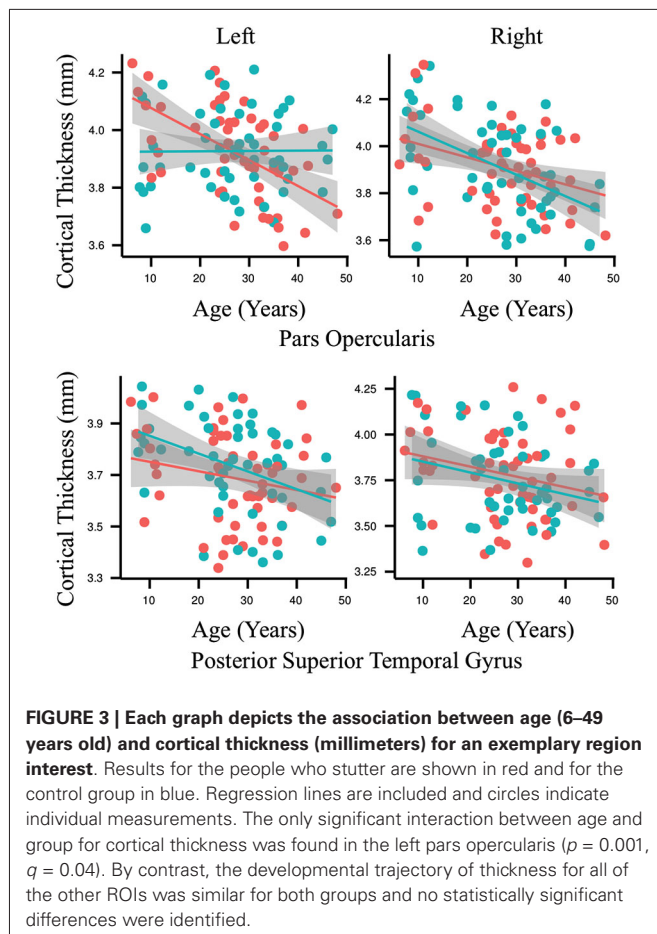 Left
Right
Cortical Thickness (mm)
4.2
4.0
3.8
3.6
10 20 30 40 50
Age (Years)
4.2
4.0
3.8
3.6
10 20 30 40 50
Age (Years)
Pars Opercularis
Cortical Thickness (mm)
3.9
3.7
3.5
3.3
10 20 30 40 50
Age (Years)
4.25
4.00
3.75
3.50
3.25
10 20 30 40 50
Age (Years)
Posterior Superior Temporal Gyrus
FIGURE 3 | Each graph depicts the association between age (6–49
years old) and cortical thickness (millimeters) for an exemplary region
interest. Results for the people who stutter are shown in red and for the
control group in blue. Regression lines are included and circles indicate
individual measurements. The only significant interaction between age and
group for cortical thickness was found in the left pars opercularis (p = 0.001,
q = 0.04). By contrast, the developmental trajectory of thickness for all of
the other ROIs was similar for both groups and no statistically significant
differences were identified.